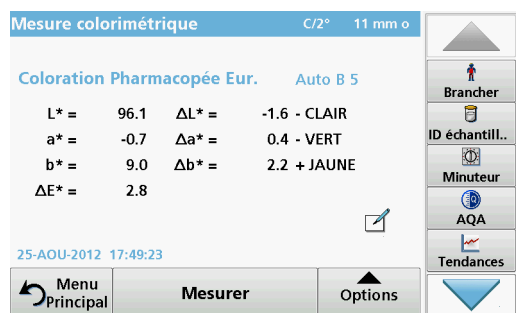 Mesure colorimétrique C/2° 11 mm o
Coloration Pharmacopée Eur. Auto B 5
L* = 96.1 ΔL* = -1.6 - CLAIR
a* = -0.7 Δa* = 0.4 - VERT
b* = 9.0 Δb* = 2.2 + JAUNE
ΔE* = 2.8
25-AOU-2012 17:49:23
Menu
Principal
Mesurer
Options
Brancher
ID échantill..
Minuteur
AQA
Tendances